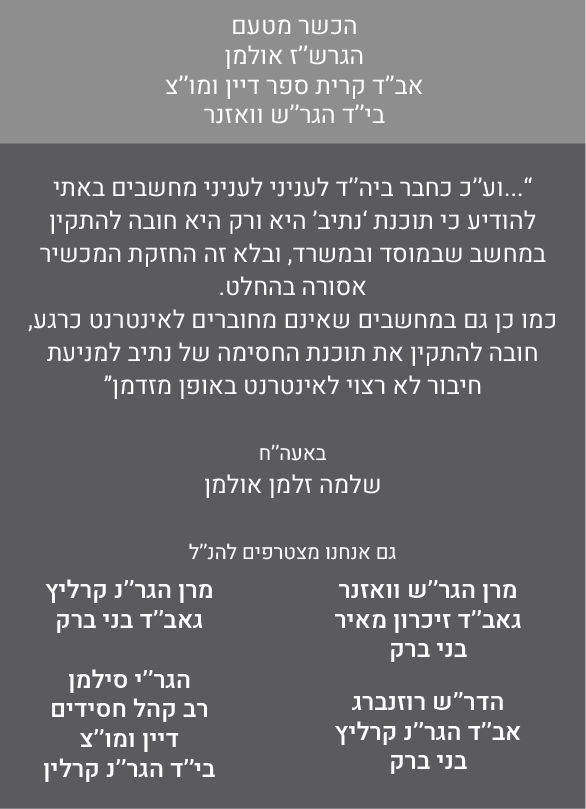 הכשר מטעם
הגרש”ז אולמן
אב”ד קרית ספר דיין ומו”צ
בי”ד הגר”ש וואזנר
“...וע”כ כחבר ביה”ד לעניני לעניני מחשבים באתי
להודיע כי תוכנת ‘נתיב’ היא ורק היא חובה להתקין
במחשב שבמוסד ובמשרד, ובלא זה החזקת המכשיר
אסורה בהחלט.
כמו כן גם במחשבים שאינם מחוברים לאינטרנט כרגע,
חובה להתקין את תוכנת החסימה של נתיב למניעת
חיבור לא רצוי לאינטרנט באופן מזדמן”
באעה”ח
שלמה זלמן אולמן
גם אנחנו מצטרפים להנ”ל
מרן הגר”ש וואזנר
גאב”ד זיכרון מאיר
בני ברק
הדר”ש רוזנברג
אב”ד הגר”נ קרליץ
בני ברק
מרן הגר”נ קרליץ
גאב”ד בני ברק
הגר”י סילמן
רב קהל חסידים
דיין ומו”צ
בי”ד הגר”נ קרלין